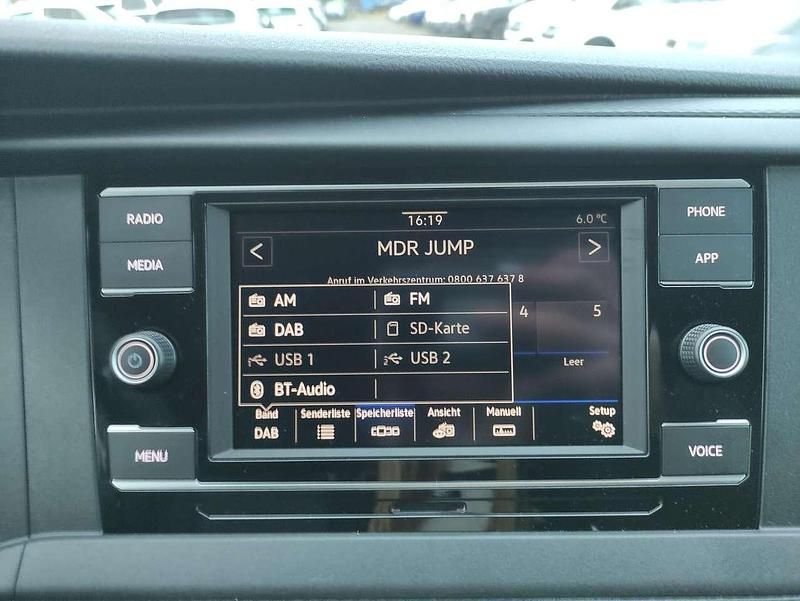 RADIO
MEDIA
MENU
16:19
6.0 °C
<
MDR JUMP
>
Anruf im Verkehrszentrum: 0800 637 637 8
AM FM
DAB SD-Karte
USB 1 2 USB 2
BT-Audio
4 5
Leer
Band Senderliste Speicherliste Ansicht Manuell Setup
DAB
PHONE
APP
VOICE